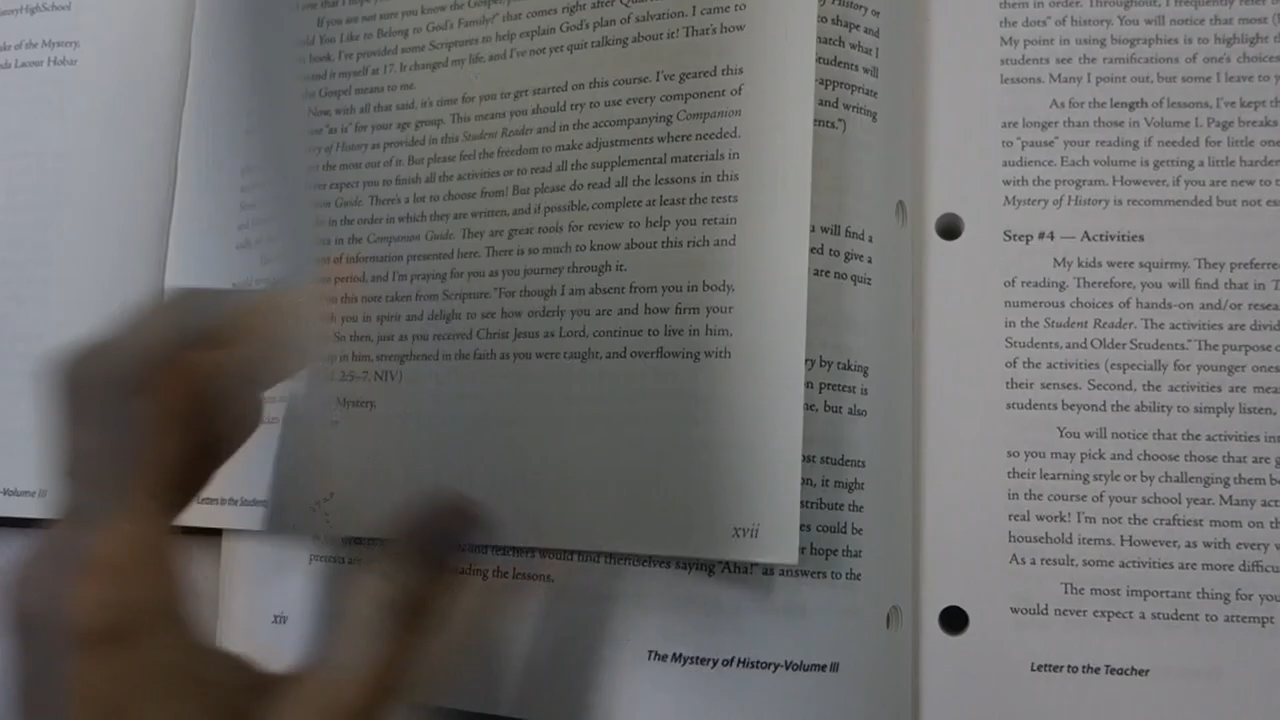 storyHighSchool
ake of the Mystery,
nda Lacour Hobar
-Volume III
Letters to the Student
If you are not sure you know the Gospel,
You Like to Belong to God's Family?" that comes right after
book. I've provided some Scriptures to help explain God's plan of salvation. I came to
it myself at 17. It changed my life, and I've not yet quit talking about it! That's how
Gospel means to me.
Now, with all that said, it's time for you to get started on this course. I've geared this
"as is" for your age group. This means you should try to use every component of
of History as provided in this Student Reader and in the accompanying Companion
the most out of it. But please feel the freedom to make adjustments where needed.
expect you to finish all the activities or to read all the supplemental materials in
Guide. There's a lot to choose from! But please do read all the lessons in this
in the order in which they are written, and if possible, complete at least the tests
in the Companion Guide. They are great tools for review to help you retain
of information presented here. There is so much to know about this rich and
period, and I'm praying for you as you journey through it.
this note taken from Scripture. "For though I am absent from you in body,
you in spirit and delight to see how orderly you are and how firm your
So then, just as you received Christ Jesus as Lord, continue to live in him,
in him, strengthened in the faith as you were taught, and overflowing with
2:5–7, NIV)
Mystery,
xvii
History or
to shape and
match what I
tudents will
-appropriate
and writing
ents.")
will find a
ed to give a
are no quiz
ry by taking
n pretest is
ne, but also
ost students
on, it might
stribute the
es could be
r hope that
and teachers would find themselves saying "Aha!" as answers to the
pretests are
ading the lessons.
xiv
The Mystery of History-Volume III
them in order. Throughout, I frequently refer
the dots" of history. You will notice that most
My point in using biographies is to highlight
students see the ramifications of one's choices
lessons. Many I point out, but some I leave to
As for the length of lessons, I've kept
are longer than those in Volume I. Page breaks
to "pause" your reading if needed for little one
audience. Each volume is getting a little harder
with the program. However, if you are new to
Mystery of History is recommended but not es
Step #4 — Activities
My kids were squirmy. They preferre
of reading. Therefore, you will find that in
numerous choices of hands-on and/or resea
in the Student Reader. The activities are divid
Students, and Older Students." The purpose
of the activities (especially for younger ones
their senses. Second, the activities are mea
students beyond the ability to simply listen,
You will notice that the activities in
so you may pick and choose those that are
their learning style or by challenging them b
in the course of your school year. Many act
real work! I'm not the craftiest mom on
household items. However, as with every
As a result, some activities are more difficu
The most important thing for you
would never expect a student to attempt
Letter to the Teacher